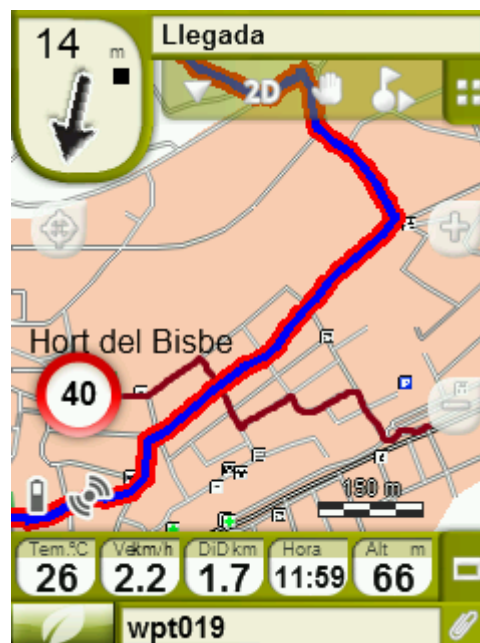 14 m
Llegada
2D
Hort del Bisbe
40
P
150 m
Tem.ºC
Vel km/h
DiD km
Hora
Alt m
26
2.2
1.7
11:59
66
wpt019